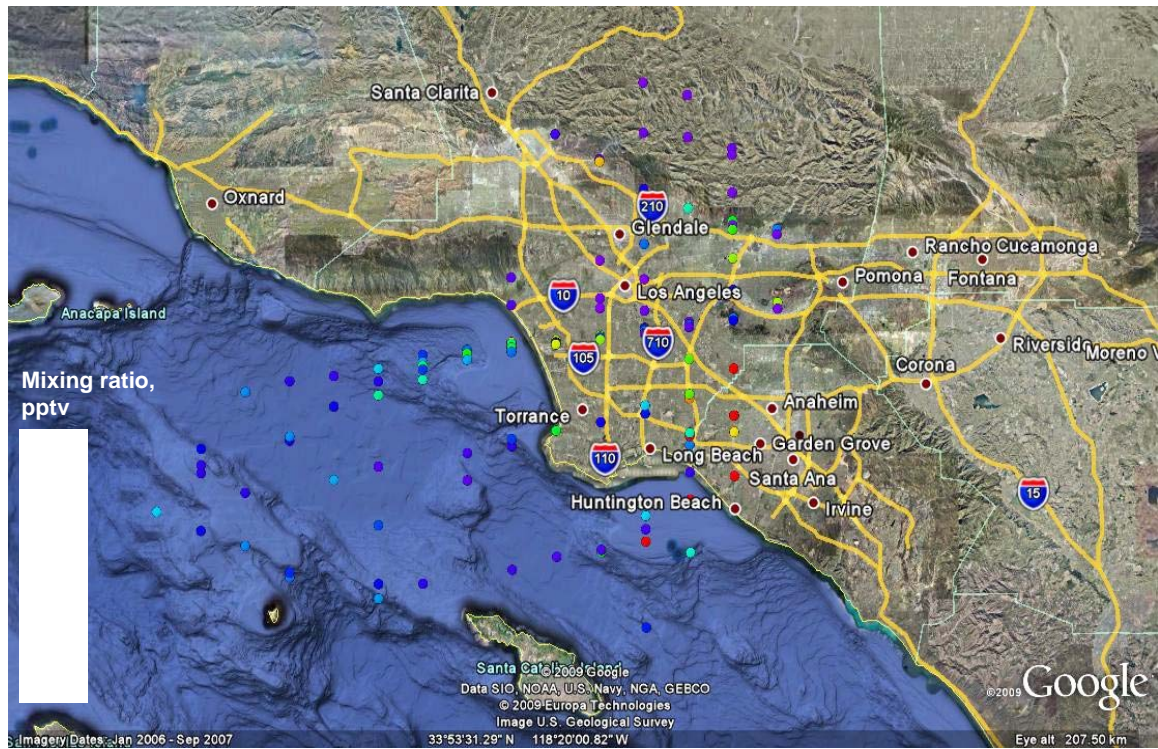 Santa Clarita
Oxnard
210
Glendale
Rancho Cucamonga
Pomona
Fontana
10
Los Angeles
Anacapa Island
105
710
Riverside
Moreno V
Corona
Mixing ratio,
pptv
Torrance
Anaheim
Garden Grove
110
Long Beach
Santa Ana
15
Huntington Beach
Irvine
Santa Catalina Island
© 2009 Google
Data SIO, NOAA, U.S. Navy, NGA, GEBCO
© 2009 Europa Technologies
Image U.S. Geological Survey
©2009 Google
Imagery Dates: Jan 2006 - Sep 2007
33°53'31.29" N 118°20'00.82" W
Eye alt 207.50 km